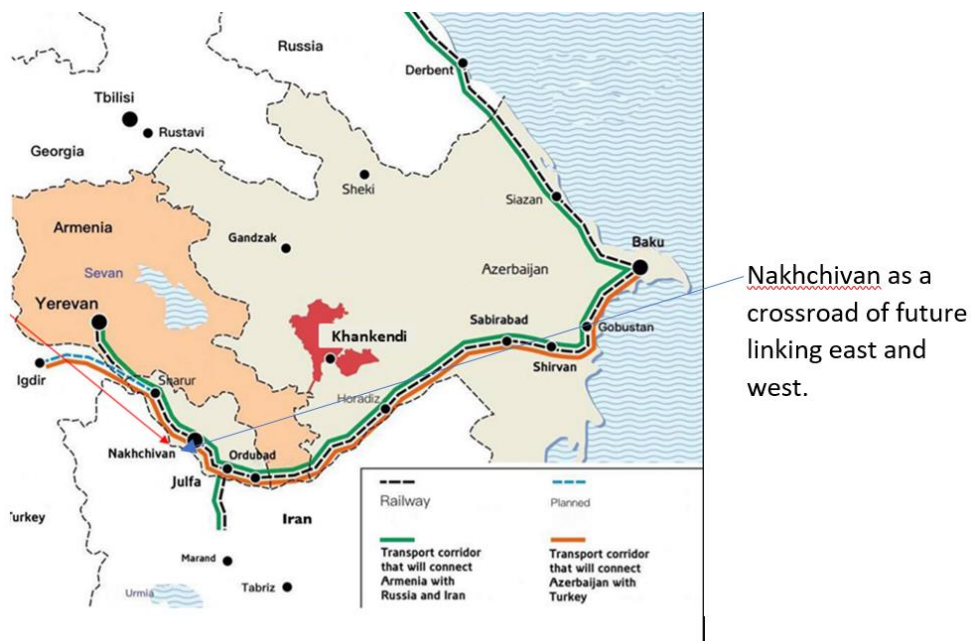 Russia
Derbent
Tbilisi
Rustavi
Georgia
Sheki
Siazan
Armenia
Gandzak
Baku
Sevan
Azerbaijan
Yerevan
Sabirabad
Gobustan
Khankendi
Shirvan
Igdir
Sharur
Horadiz
Nakhchivan
Ordubad
Julfa
Iran
Turkey
Marand
Tabriz
Urmia
Railway
Planned
Transport corridor
that will connect
Armenia with
Russia and Iran
Transport corridor
that will connect
Azerbaijan with
Turkey
Nakhchivan as a
crossroad of future
linking east and
west.